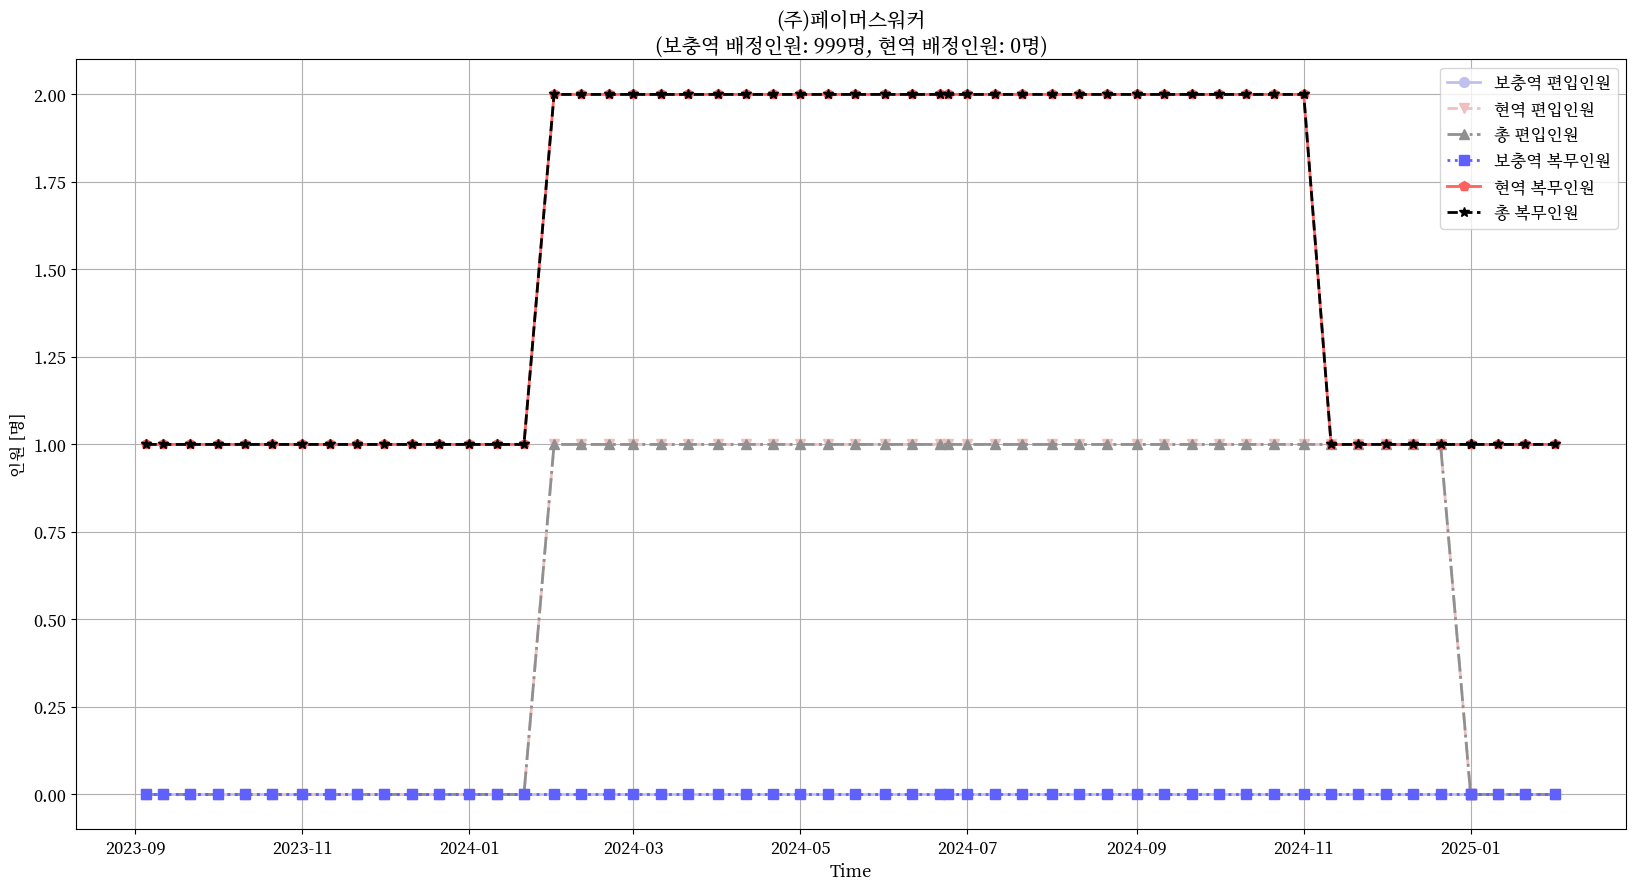 (주)페이머스워커
(보충역 배정인원: 999명, 현역 배정인원: 0명)
보충역 편입인원
현역 편입인원
총 편입인원
보충역 복무인원
현역 복무인원
총 복무인원
인원 [명]
2.00
1.75
1.50
1.25
1.00
0.75
0.50
0.25
0.00
2023-09 2023-11 2024-01 2024-03 2024-05 2024-07 2024-09 2024-11 2025-01
Time